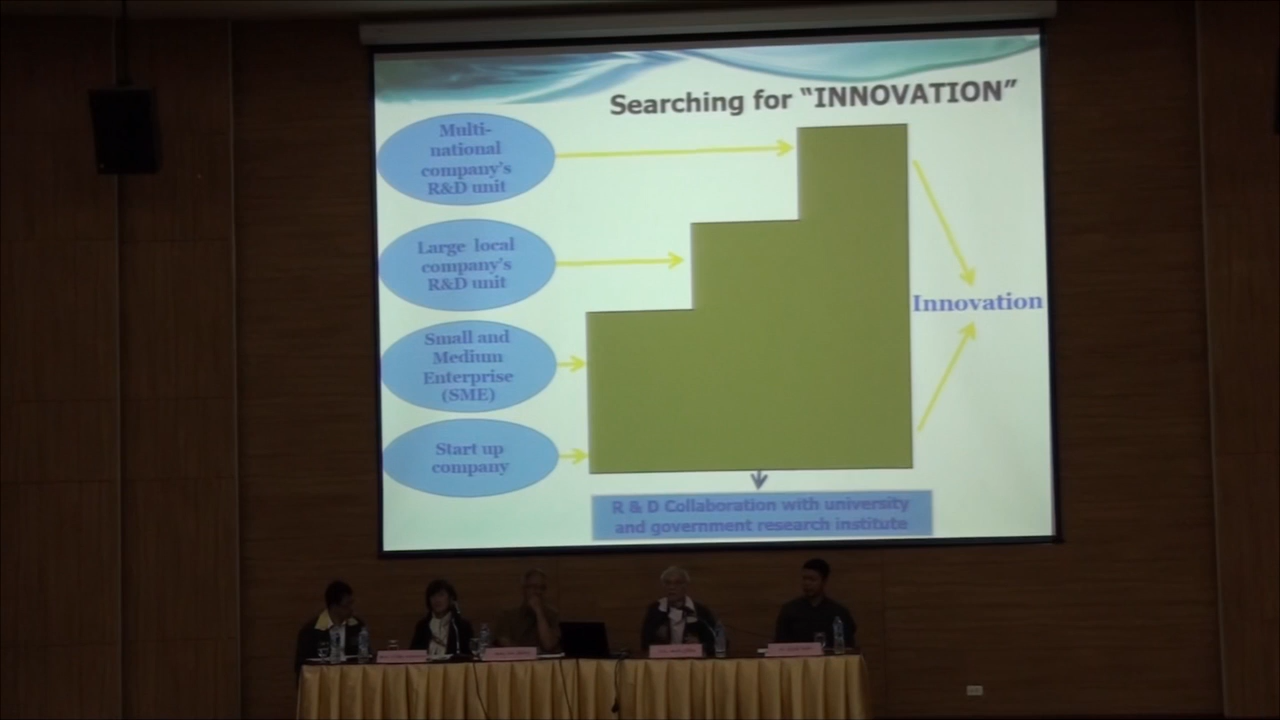 Searching for “INNOVATION”
Multi-
national
company's
R&D unit
Large local
company's
R&D unit
Small and
Medium
Enterprise
(SME)
Start up
company
Innovation
R & D Collaboration with university
and government research institute